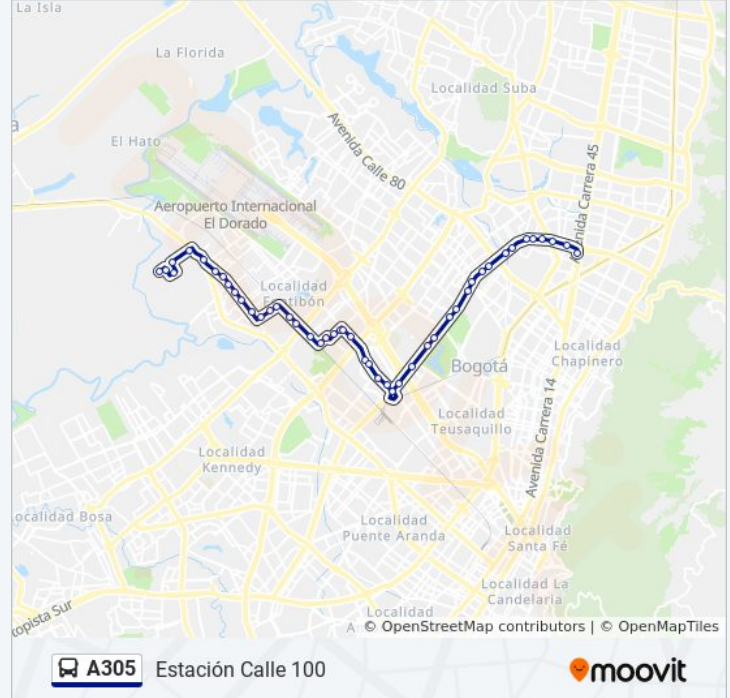 La Isla
La Florida
Localidad Suba
a
El Hato
Avenida Calle 80
nida Carrera 45
Aeropuerto Internacional
El Dorado
Localidad
Fontibón
Localidad
Chapinero
Bogotá
Avenida Carrera 14
Localidad
Teusaquillo
Localidad
Kennedy
ocalidad Bosa
Localidad
Puente Aranda
Localidad
Santa Fé
Localidad La
Candelaria
topista Sur
Localidad
A
© OpenStreetMap contributors | © OpenMapTiles
A305 Estación Calle 100
moovit